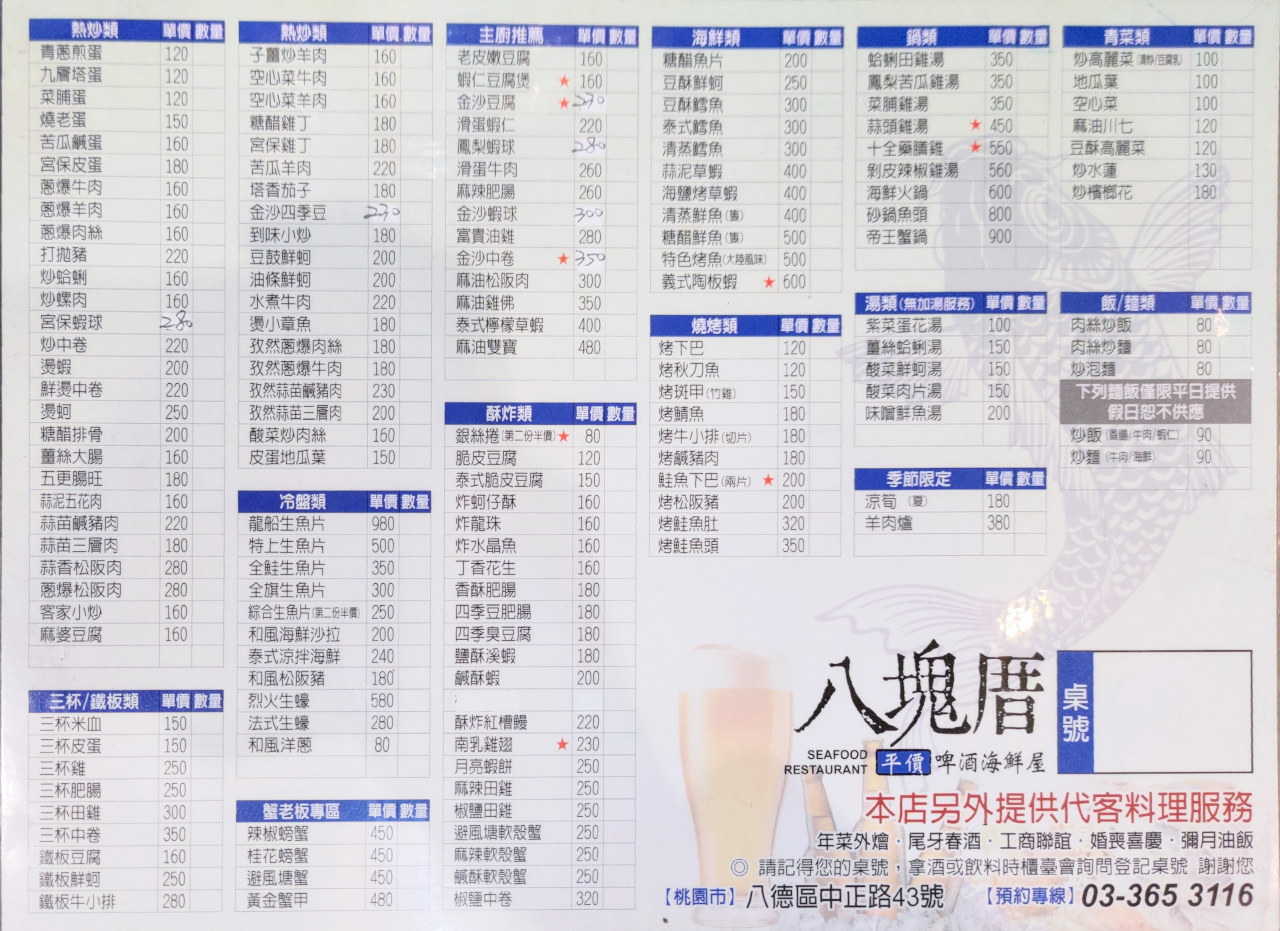 熱炒類 單價 數量
青蔥煎蛋 120
九層塔蛋 120
菜脯蛋 120
燒老蛋 150
苦瓜鹹蛋 160
宮保皮蛋 180
蔥爆牛肉 160
蔥爆羊肉 160
蔥爆肉絲 160
打拋豬 220
炒蛤蜊 160
炒螺肉 160
宮保蝦球 280
炒中卷 220
燙蝦 200
鮮燙中卷 220
燙蚵 250
糖醋排骨 200
薑絲大腸 160
五更腸旺 180
蒜泥五花肉 160
蒜苗鹹豬肉 220
蒜苗三層肉 180
蒜香松阪肉 280
蔥爆松阪肉 280
客家小炒 160
麻婆豆腐 160
三杯/鐵板類 單價 數量
三杯米血 150
三杯皮蛋 150
三杯雞 250
三杯肥腸 250
三杯田雞 300
三杯中卷 350
鐵板豆腐 160
鐵板鮮蚵 250
鐵板牛小排 280
熱炒類 單價 數量
子薑炒羊肉 160
空心菜牛肉 160
空心菜羊肉 160
糖醋雞丁 180
宮保雞丁 180
苦瓜羊肉 220
塔香茄子 180
金沙四季豆 230
到味小炒 180
豆鼓鮮蚵 200
油條鮮蚵 200
水煮牛肉 220
燙小章魚 180
孜然蔥爆肉絲 180
孜然蔥爆牛肉 180
孜然蒜苗鹹豬肉 230
孜然蒜苗三層肉 200
酸菜炒肉絲 160
皮蛋地瓜葉 150
冷盤類 單價 數量
龍船生魚片 980
特上生魚片 500
全鮭生魚片 350
全旗生魚片 300
綜合生魚片(第二份半價) 250
和風海鮮沙拉 200
泰式涼拌海鮮 240
和風松阪豬 180
烈火生蠔 580
法式生蠔 280
和風洋蔥 80
蟹老板專區 單價 數量
辣椒螃蟹 450
桂花螃蟹 450
避風塘蟹 450
黃金蟹甲 480
主廚推薦 單價 數量
老皮嫩豆腐 160
蝦仁豆腐煲 ★ 160
金沙豆腐 ★ 270
滑蛋蝦仁 220
鳳梨蝦球 280
滑蛋牛肉 260
麻辣肥腸 260
金沙蝦球 300
富貴油雞 280
金沙中卷 ★ 350
麻油松阪肉 300
麻油雞佛 350
泰式檸檬草蝦 400
麻油雙寶 480
酥炸類 單價 數量
銀絲捲(第二份半價) ★ 80
脆皮豆腐 120
泰式脆皮豆腐 150
炸蚵仔酥 160
炸龍珠 160
炸水晶魚 160
丁香花生 160
香酥肥腸 180
四季豆肥腸 180
四季臭豆腐 180
鹽酥溪蝦 180
鹹酥蝦 200
酥炸紅糟鰻 220
南乳雞翅 ★ 230
月亮蝦餅 250
麻辣田雞 250
椒鹽田雞 250
避風塘軟殼蟹 250
麻辣軟殼蟹 250
鹹酥軟殼蟹 250
椒鹽中卷 320
海鮮類 單價 數量
糖醋魚片 200
豆酥鮮蚵 250
豆酥鱈魚 300
泰式鱈魚 300
清蒸鱈魚 300
蒜泥草蝦 400
海鹽烤草蝦 400
清蒸鮮魚(隻) 400
糖醋鮮魚(隻) 500
特色烤魚(大陸風味) 500
義式陶板蝦 ★ 600
燒烤類 單價 數量
烤下巴 120
烤秋刀魚 120
烤斑甲(竹雞) 150
烤鯖魚 180
烤牛小排(切片) 180
烤鹹豬肉 180
鮭魚下巴(兩片) ★ 200
烤松阪豬 200
烤鮭魚肚 320
烤鮭魚頭 350
鍋類 單價 數量
蛤蜊田雞湯 350
鳳梨苦瓜雞湯 350
菜脯雞湯 350
蒜頭雞湯 ★ 450
十全藥膳雞 ★ 550
剝皮辣椒雞湯 560
海鮮火鍋 600
砂鍋魚頭 800
帝王蟹鍋 900
湯類(無加湯服務) 單價 數量
紫菜蛋花湯 100
薑絲蛤蜊湯 150
酸菜鮮蚵湯 150
酸菜肉片湯 150
味噌鮮魚湯 200
季節限定 單價 數量
涼筍(夏) 180
羊肉爐 380
青菜類 單價 數量
炒高麗菜(清炒/豆腐乳) 100
地瓜葉 100
空心菜 100
麻油川七 120
豆酥高麗菜 120
炒水蓮 130
炒檳榔花 180
飯/麵類 單價 數量
肉絲炒飯 80
肉絲炒麵 80
炒泡麵 80
下列麵飯僅限平日提供
假日恕不供應
炒飯(香腸/牛肉/蝦仁) 90
炒麵(牛肉/海鮮) 90
八塊厝
SEAFOOD
RESTAURANT 平價 啤酒海鮮屋
桌號
本店另外提供代客料理服務
年菜外燴·尾牙春酒·工商聯誼·婚喪喜慶·彌月油飯
◎ 請記得您的桌號,拿酒或飲料時櫃臺會詢問登記桌號 謝謝您
【桃園市】八德區中正路43號 【預約專線】03-365 3116